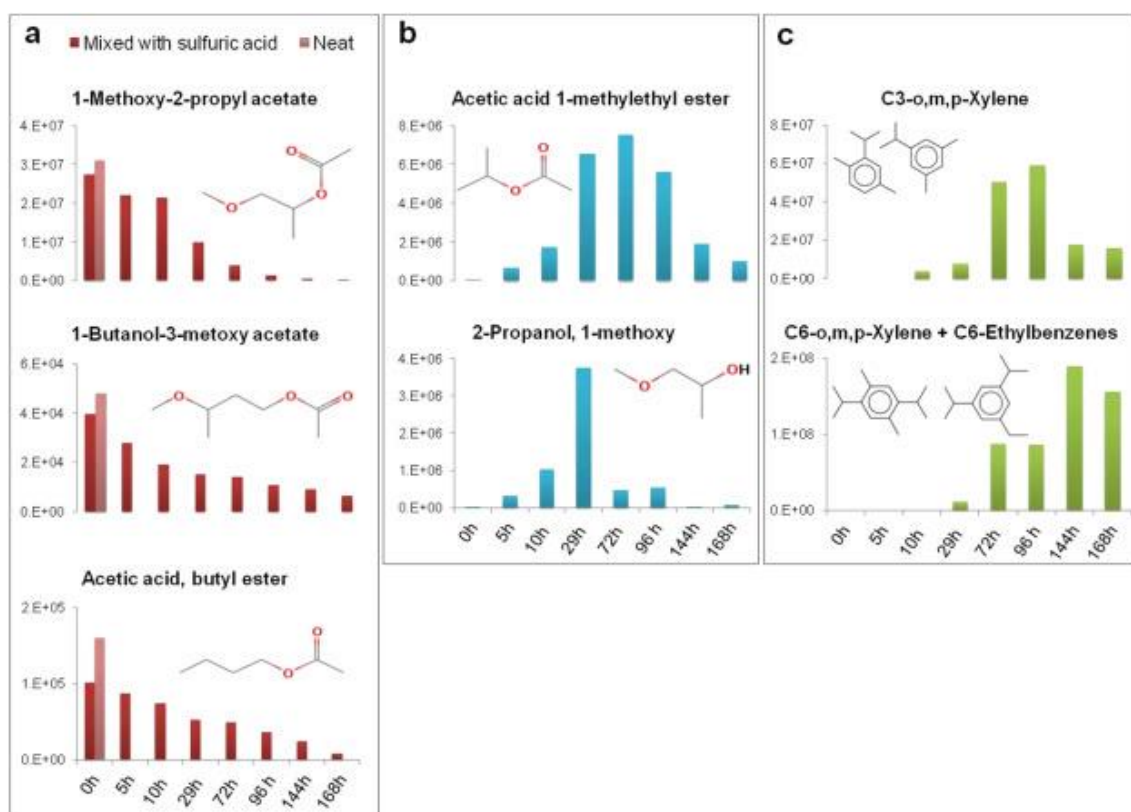 a
Mixed with sulfuric acid Neat
1-Methoxy-2-propyl acetate
4.E+07
3.E+07
2.E+07
1.E+07
0.E+00
O
O
O
1-Butanol-3-metoxy acetate
6.E+04
4.E+04
2.E+04
0.E+00
O
O
O
Acetic acid, butyl ester
2.E+05
1.E+05
0.E+00
O
O
0h 5h 10h 29h 72h 96 h 144h 168h
b
Acetic acid 1-methylethyl ester
8.E+06
6.E+06
4.E+06
2.E+06
0.E+00
O
O
2-Propanol, 1-methoxy
4.E+06
3.E+06
2.E+06
1.E+06
0.E+00
O
OH
0h 5h 10h 29h 72h 96 h 144h 168h
c
C3-o,m,p-Xylene
8.E+07
6.E+07
4.E+07
2.E+07
0.E+00
C6-o,m,p-Xylene + C6-Ethylbenzenes
2.E+08
1.E+08
0.E+00
0h 5h 10h 29h 72h 96 h 144h 168h